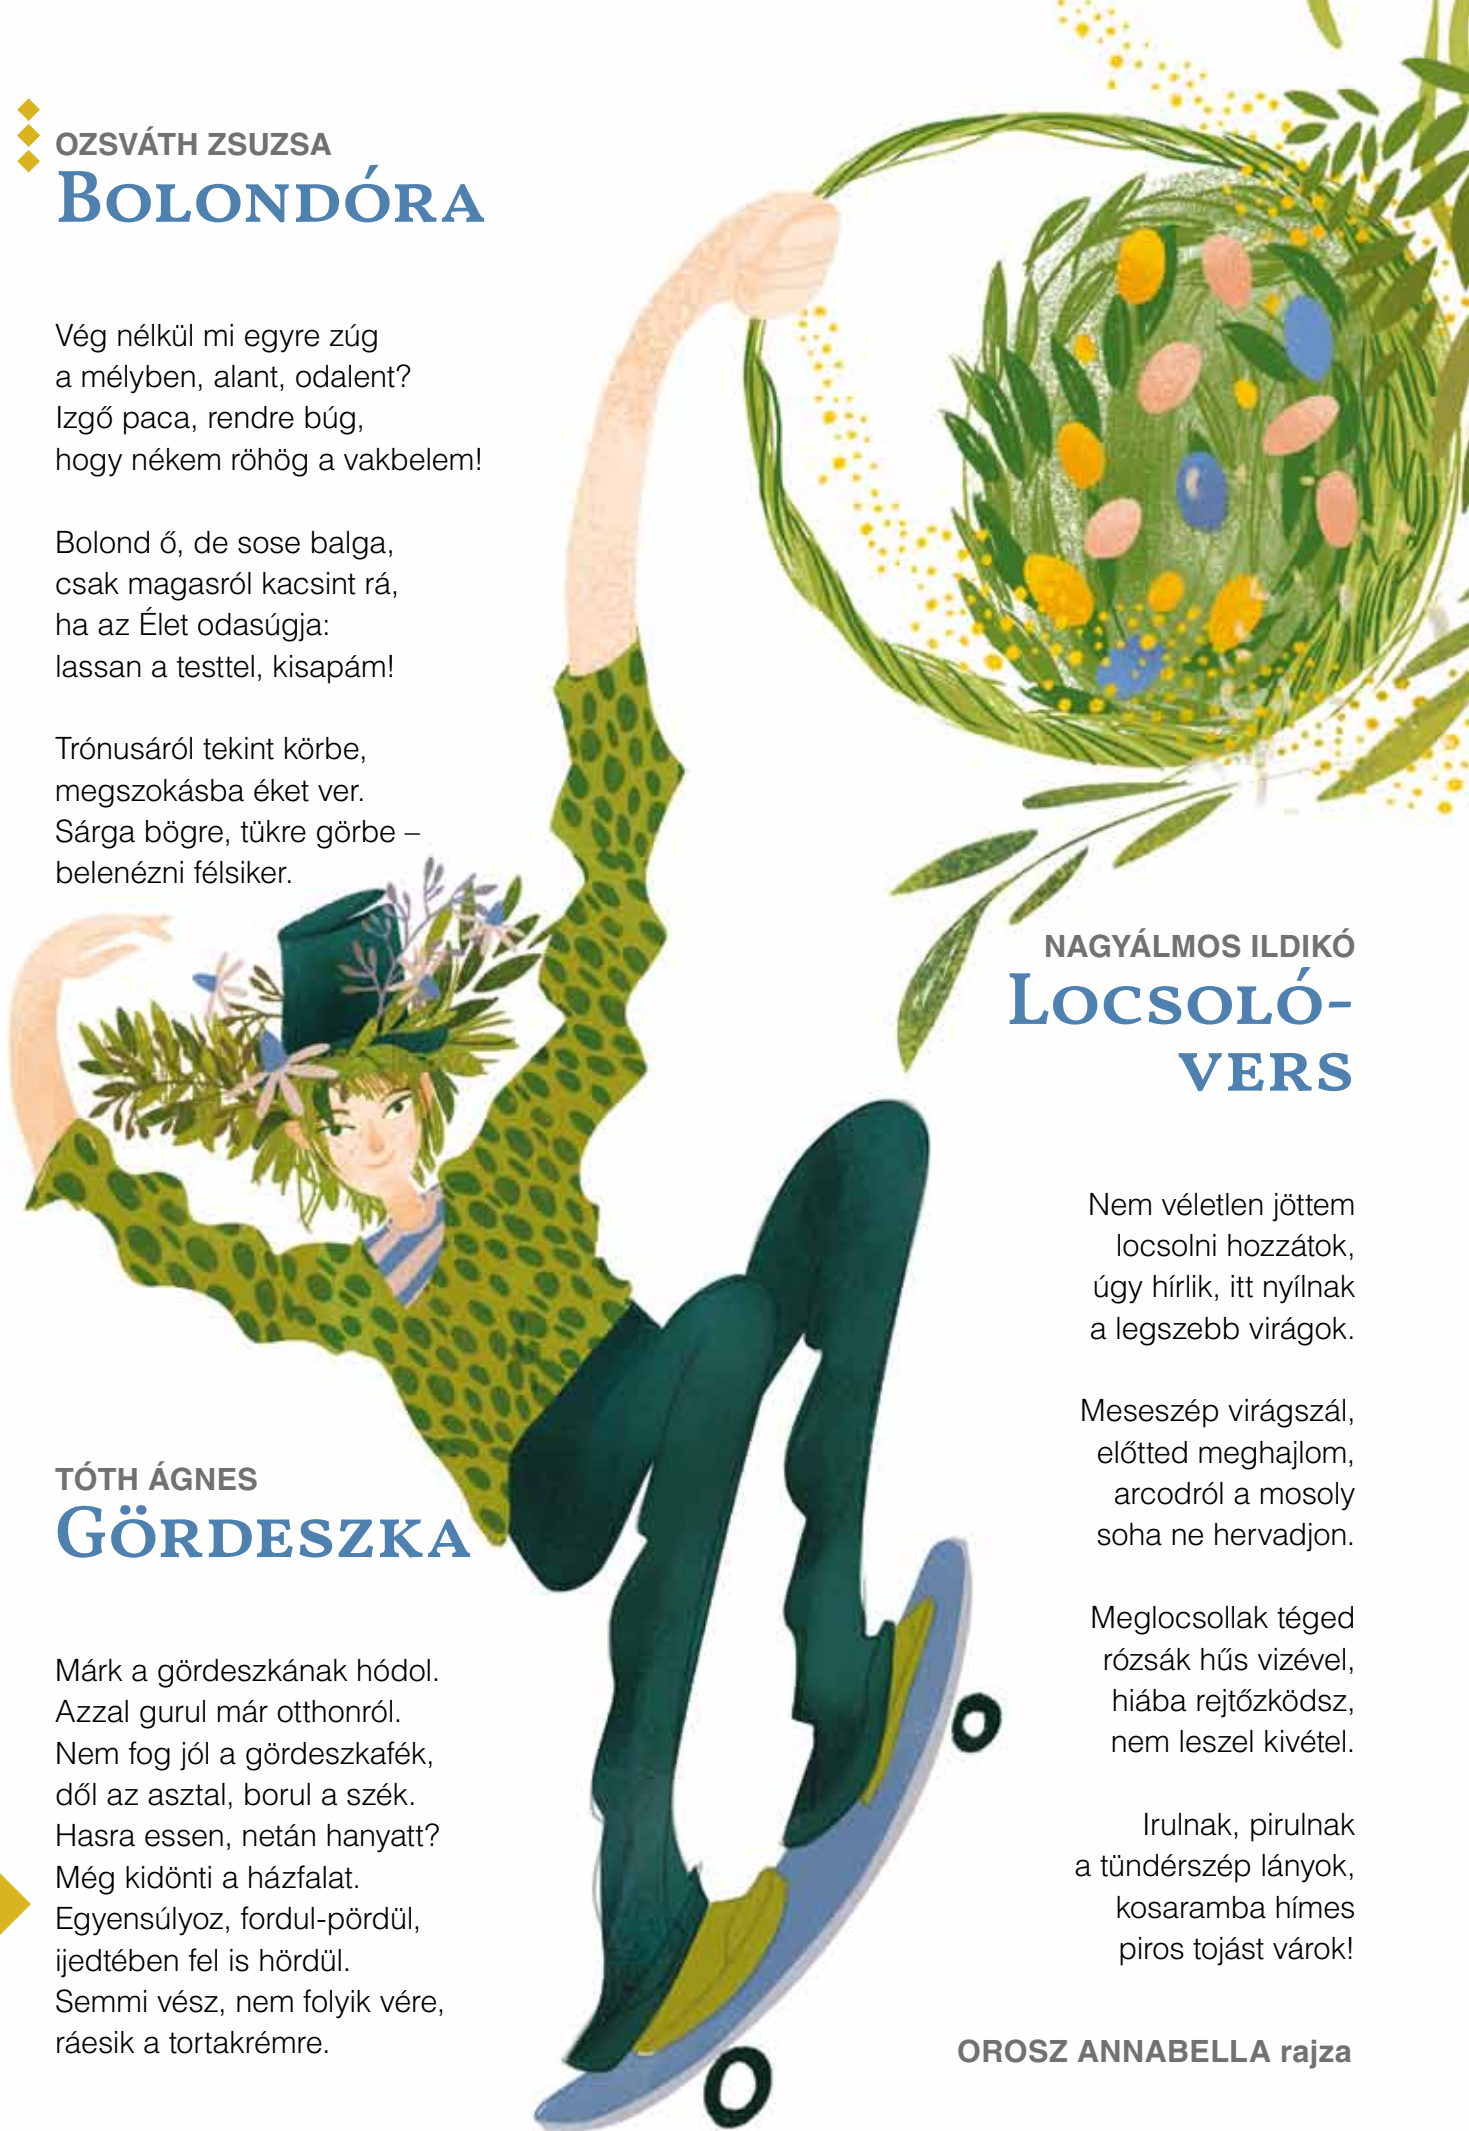 OZSVÁTH ZSUZSA
BOLONDÓRA
Vég nélkül mi egyre zúg
a mélyben, alant, odalent?
Izgő paca, rendre búg,
hogy nékem röhög a vakbelem!
Bolond ő, de sose balga,
csak magasról kacsint rá,
ha az Élet odasúgja:
lassan a testtel, kisapám!
Trónusáról tekint körbe,
megszokásba éket ver.
Sárga bögre, tükre görbe –
belenézni félsiker.
NAGYÁLMOS ILDIKÓ
LOCSOLÓ-
VERS
Nem véletlen jöttem
locsolni hozzátok,
úgy hírlik, itt nyílnak
a legszebb virágok.
Meseszép virágszál,
előtted meghajlom,
arcodról a mosoly
soha ne hervadjon.
Meglocsollak téged
rózsák hűs vizével,
hiába rejtőzködsz,
nem leszel kivétel.
Irulnak, pirulnak
a tündérszép lányok,
kosaramba hímes
piros tojást várok!
TÓTH ÁGNES
GÖRDESZKA
Márk a gördeszkának hódol.
Azzal gurul már otthonról.
Nem fog jól a gördeszkafék,
dől az asztal, borul a szék.
Hasra essen, netán hanyatt?
Még kidönti a házfalat.
Egyensúlyoz, fordul-pördül,
ijedtében fel is hördül.
Semmi vész, nem folyik vére,
ráesik a tortakrémre.
OROSZ ANNABELLA rajza